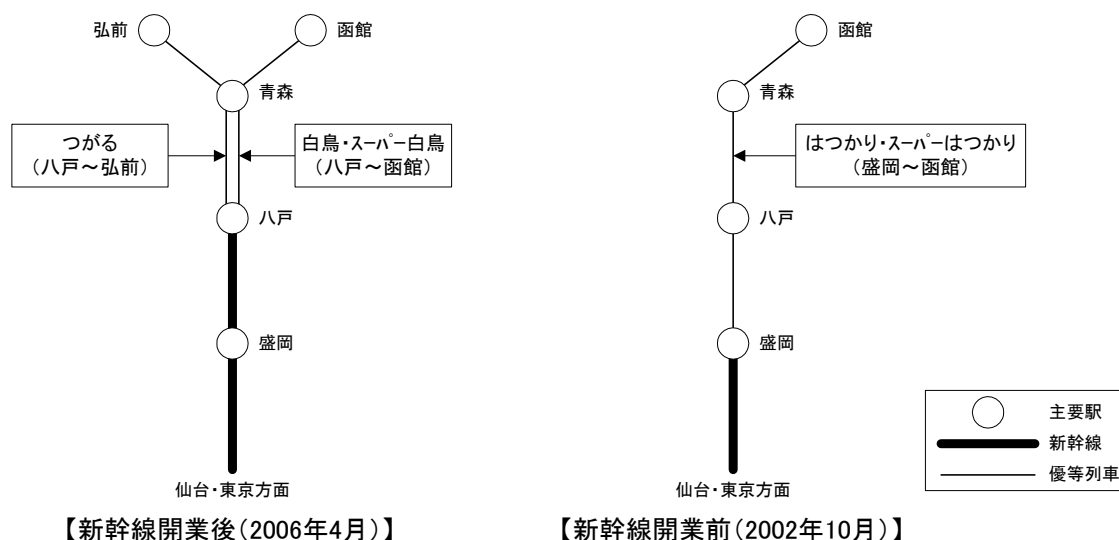 弘前
函館
青森
つがる
(八戸～弘前)
白鳥・スーパー白鳥
(八戸～函館)
八戸
盛岡
仙台・東京方面
【新幹線開業後(2006年4月)】
函館
青森
はつかり・スーパーはつかり
(盛岡～函館)
八戸
盛岡
仙台・東京方面
【新幹線開業前(2002年10月)】
主要駅
新幹線
優等列車